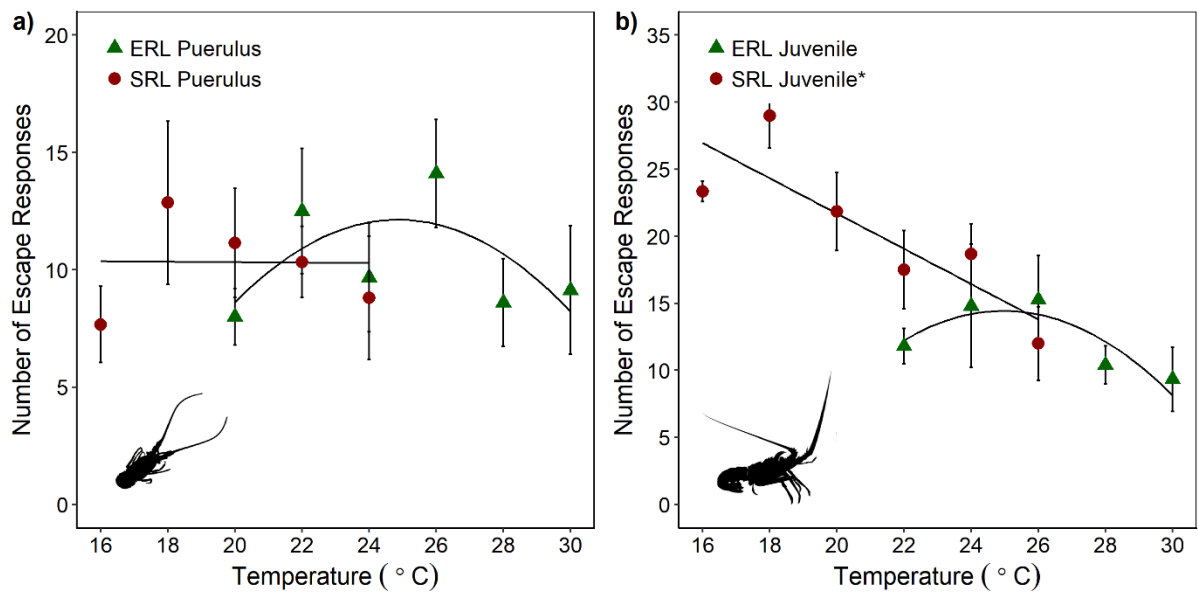 a)
ERL Puerulus
SRL Puerulus
Number of Escape Responses
20
15
10
5
0
16 18 20 22 24 26 28 30
Temperature ( ° C)
b)
ERL Juvenile
SRL Juvenile*
Number of Escape Responses
35
30
25
20
15
10
5
0
16 18 20 22 24 26 28 30
Temperature ( ° C)